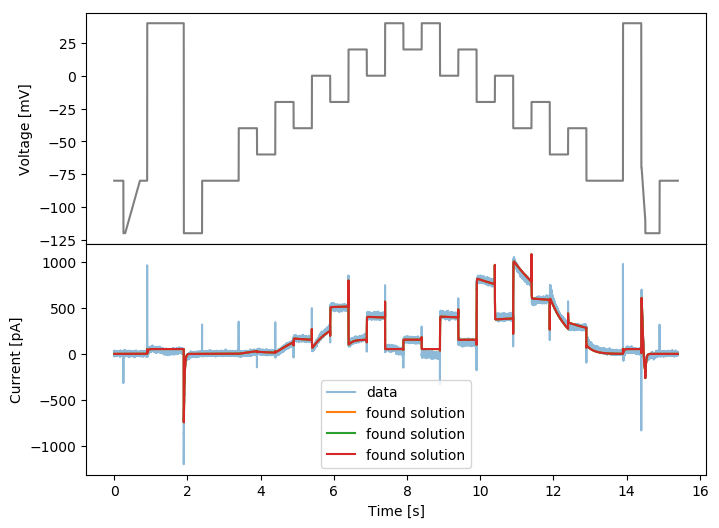 Voltage [mV]
25
0
−25
−50
−75
−100
−125
Current [pA]
1000
500
0
−500
−1000
data
found solution
found solution
found solution
0 2 4 6 8 10 12 14 16
Time [s]